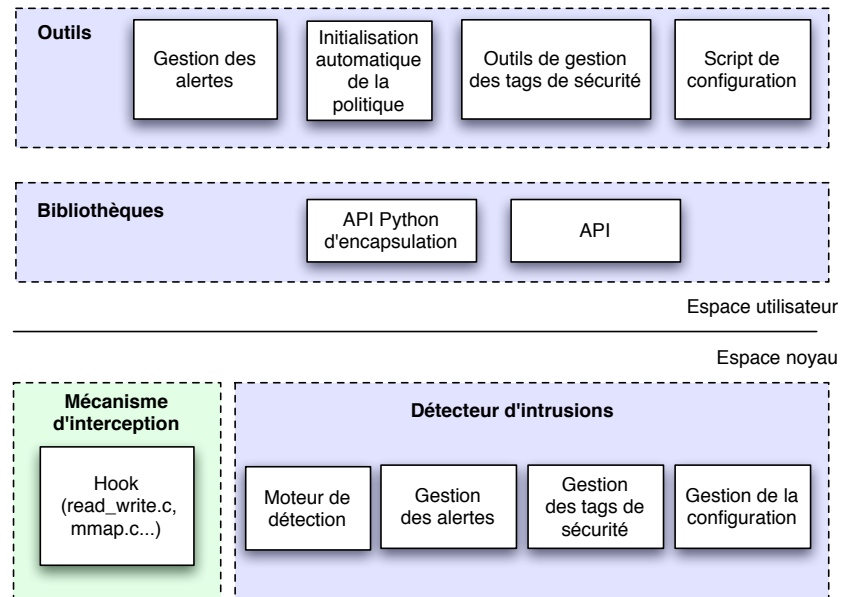 Outils
Gestion des
alertes
Initialisation
automatique
de la
politique
Outils de gestion
des tags de sécurité
Script de
configuration
Bibliothèques
API Python
d'encapsulation
API
Espace utilisateur
Espace noyau
Mécanisme
d'interception
Hook
(read_write.c,
mmap.c...)
Détecteur d'intrusions
Moteur de
détection
Gestion
des alertes
Gestion
des tags de
sécurité
Gestion de la
configuration